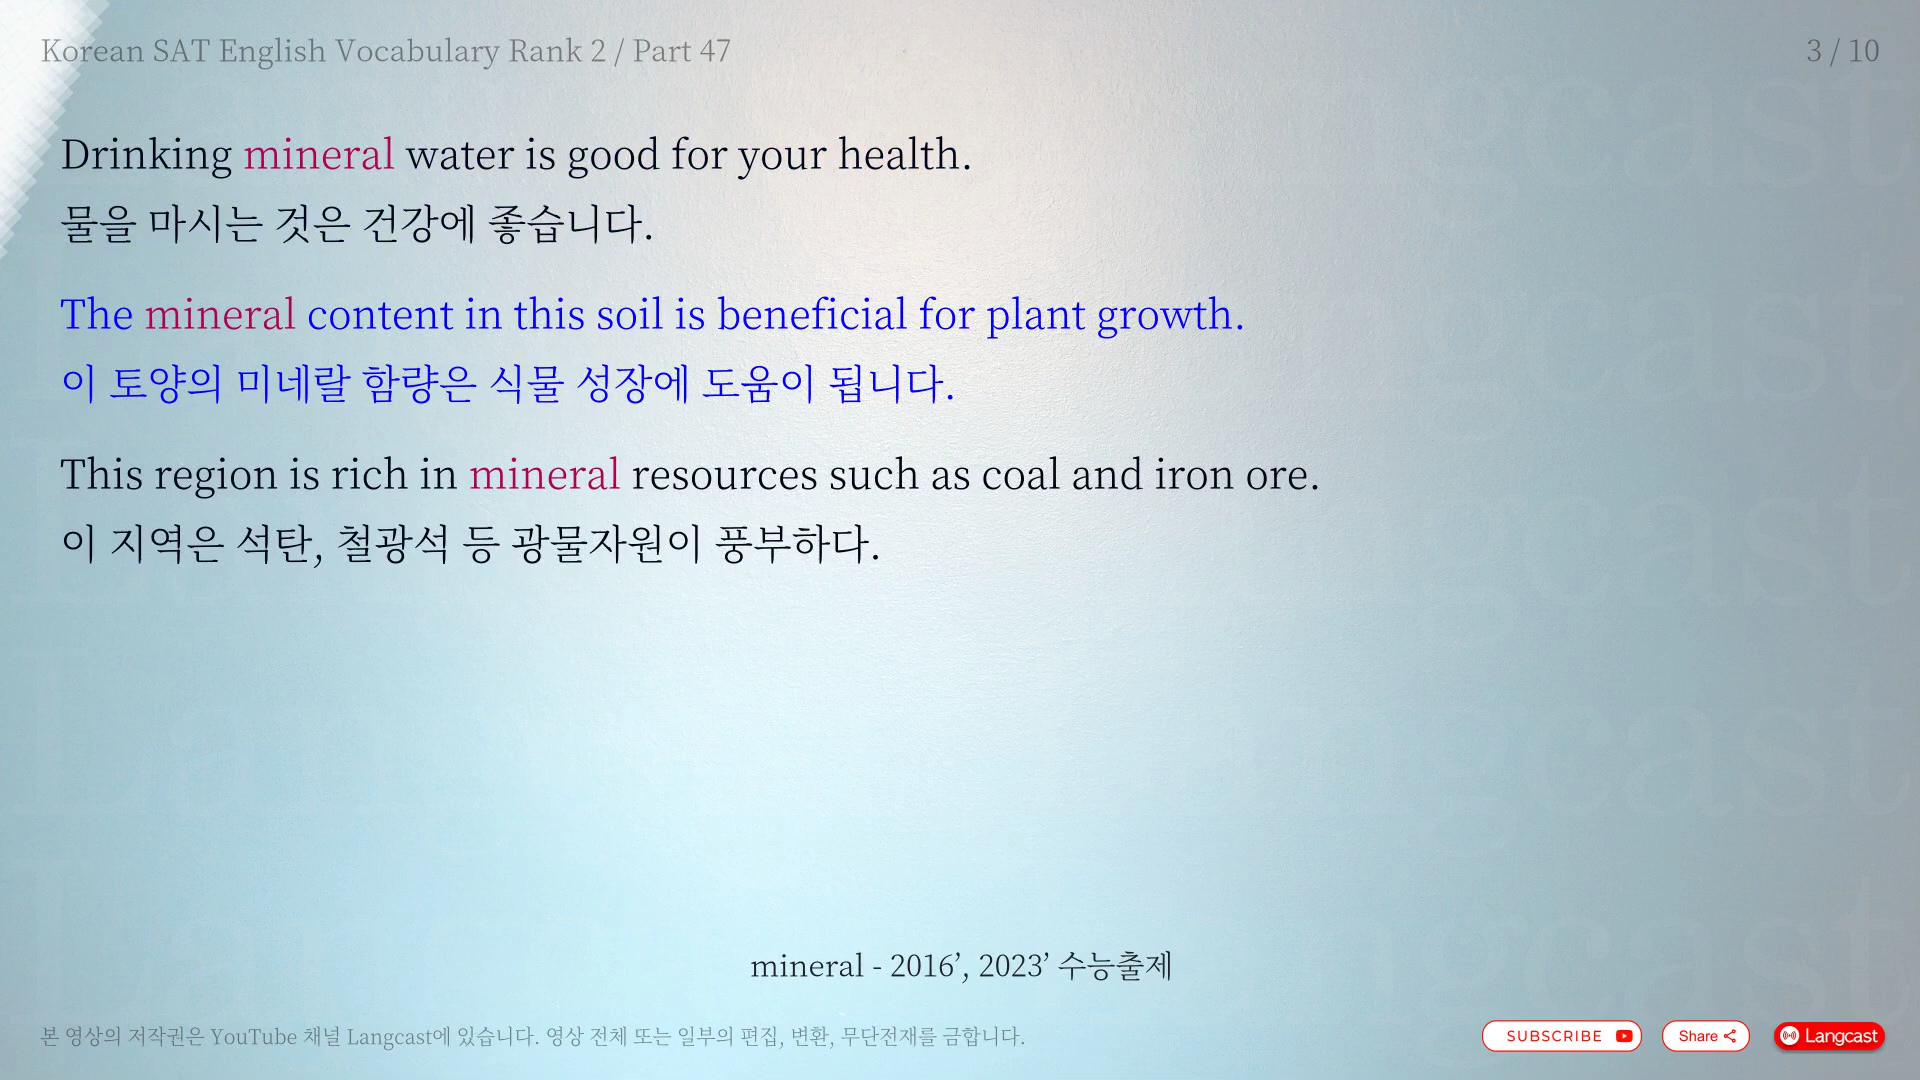 Korean SAT English Vocabulary Rank 2 / Part 47
3 / 10
Drinking mineral water is good for your health.
물을 마시는 것은 건강에 좋습니다.
The mineral content in this soil is beneficial for plant growth.
이 토양의 미네랄 함량은 식물 성장에 도움이 됩니다.
This region is rich in mineral resources such as coal and iron ore.
이 지역은 석탄, 철광석 등 광물자원이 풍부하다.
mineral - 2016’, 2023’ 수능출제
본 영상의 저작권은 YouTube 채널 Langcast에 있습니다. 영상 전체 또는 일부의 편집, 변환, 무단전재를 금합니다.
SUBSCRIBE
Share
Langcast